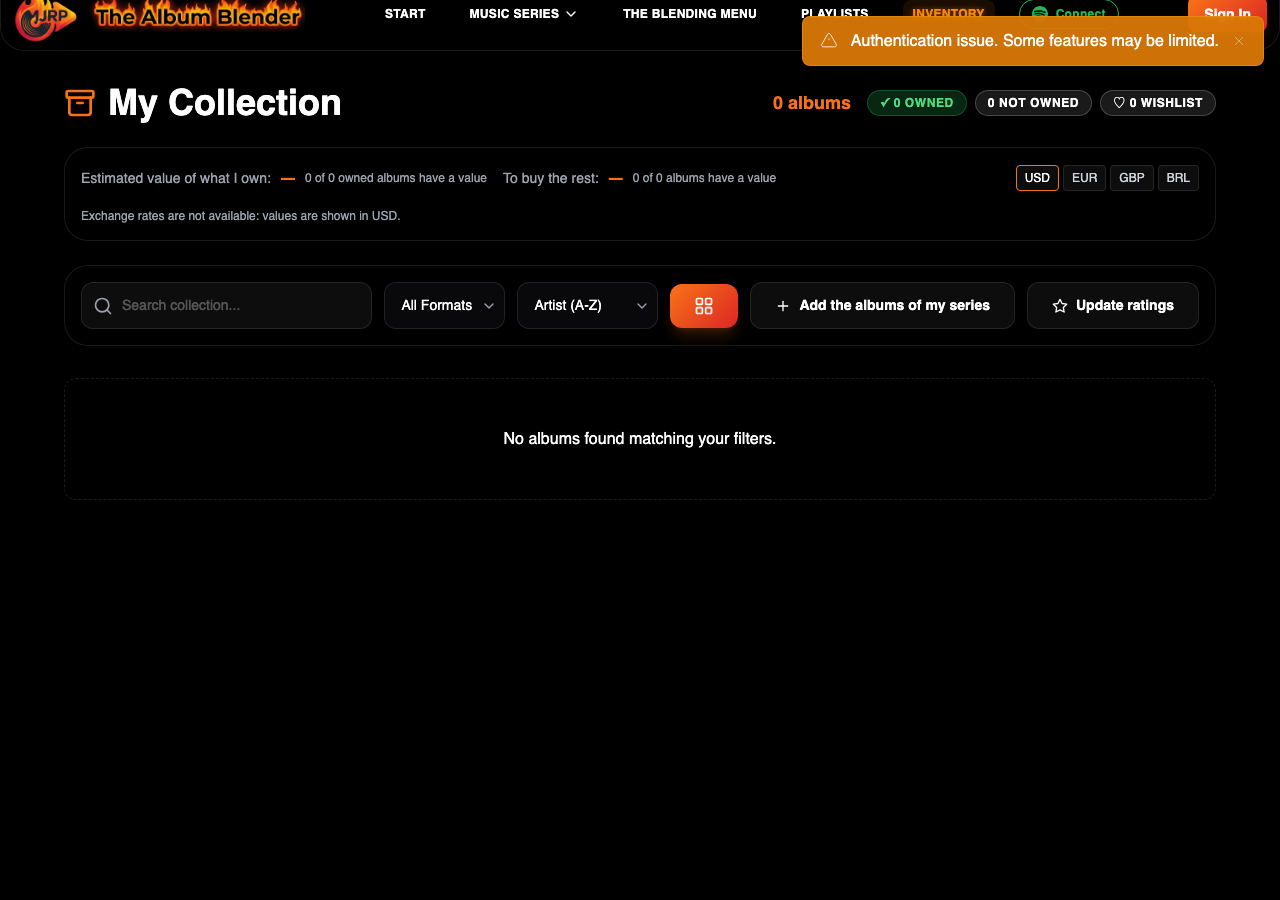 JRP The Album Blender START MUSIC SERIES THE BLENDING MENU PLAYLISTS INVENTORY Connect Sign In
Authentication issue. Some features may be limited.
My Collection 0 albums ✓ 0 OWNED 0 NOT OWNED ♡ 0 WISHLIST
Estimated value of what I own: — 0 of 0 owned albums have a value To buy the rest: — 0 of 0 albums have a value USD EUR GBP BRL
Exchange rates are not available: values are shown in USD.
Search collection... All Formats Artist (A-Z) Add the albums of my series Update ratings
No albums found matching your filters.